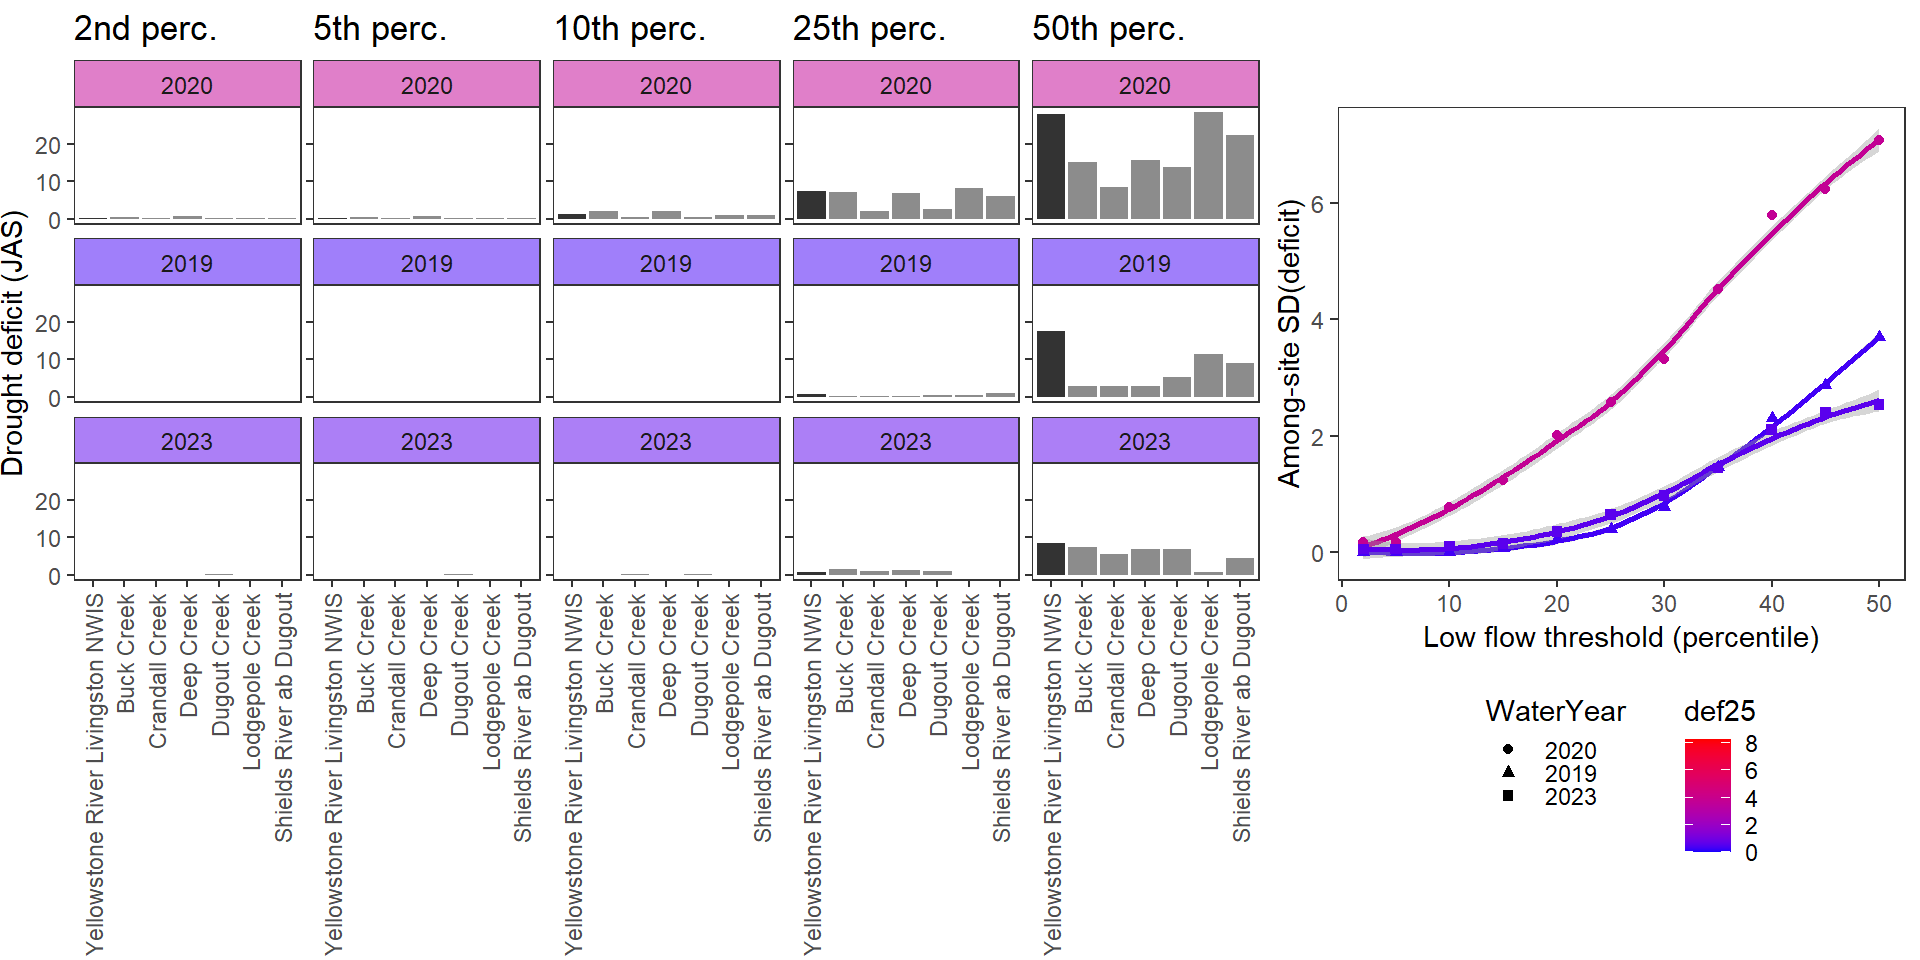 2nd perc.
5th perc.
10th perc.
25th perc.
50th perc.
2020
2020
2020
2020
2020
20
10
0
2019
2019
2019
2019
2019
20
10
0
2023
2023
2023
2023
2023
20
10
0
Drought deficit (JAS)
Yellowstone River Livingston NWIS
Buck Creek
Crandall Creek
Deep Creek
Dugout Creek
Lodgepole Creek
Shields River ab Dugout
Yellowstone River Livingston NWIS
Buck Creek
Crandall Creek
Deep Creek
Dugout Creek
Lodgepole Creek
Shields River ab Dugout
Yellowstone River Livingston NWIS
Buck Creek
Crandall Creek
Deep Creek
Dugout Creek
Lodgepole Creek
Shields River ab Dugout
Yellowstone River Livingston NWIS
Buck Creek
Crandall Creek
Deep Creek
Dugout Creek
Lodgepole Creek
Shields River ab Dugout
Yellowstone River Livingston NWIS
Buck Creek
Crandall Creek
Deep Creek
Dugout Creek
Lodgepole Creek
Shields River ab Dugout
Among-site SD(deficit)
6
4
2
0
0 10 20 30 40 50
Low flow threshold (percentile)
WaterYear
2020
2019
2023
def25
8
6
4
2
0